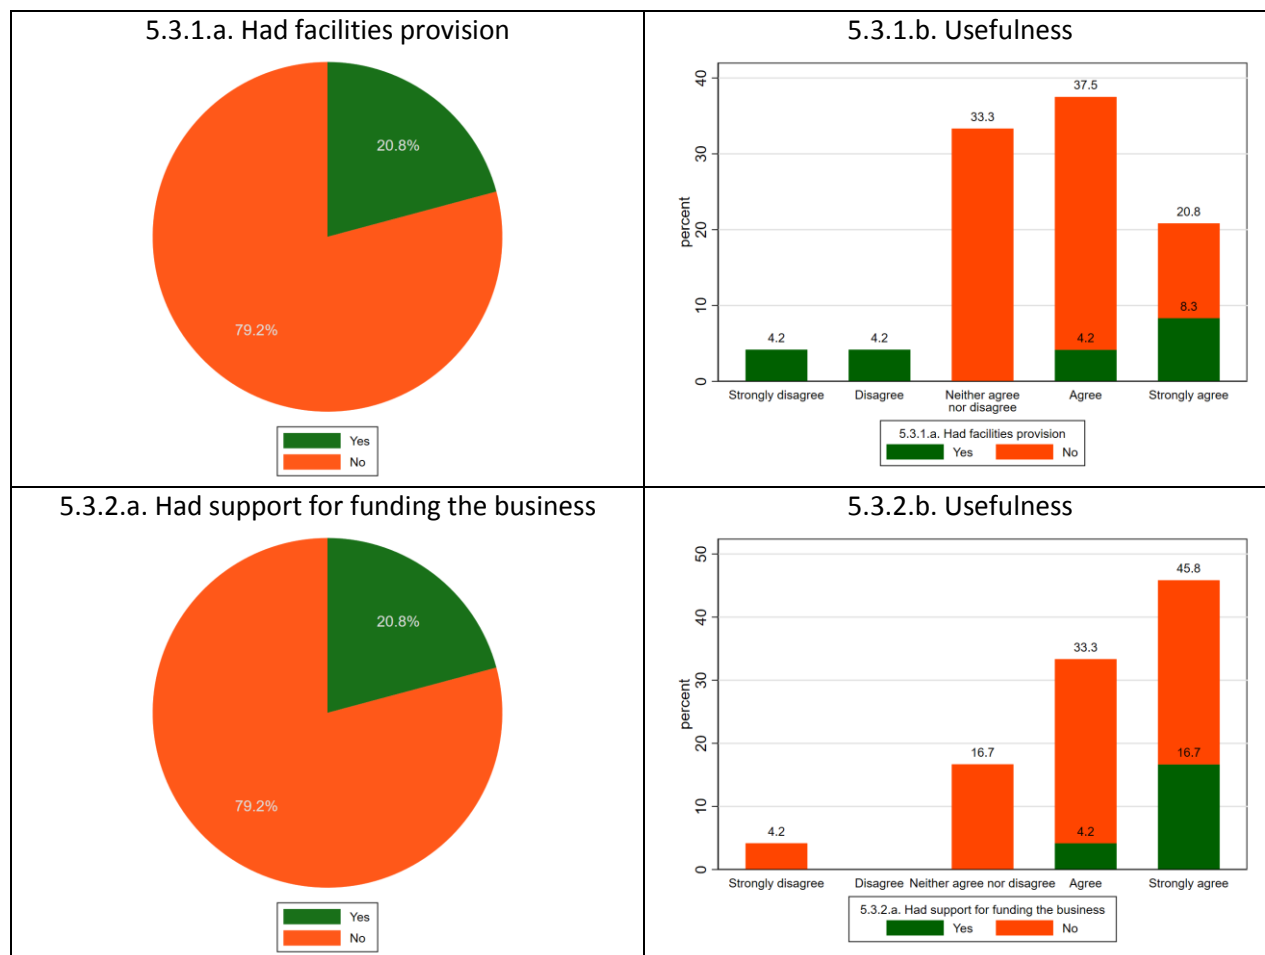 5.3.1.a. Had facilities provision
20.8%
79.2%
Yes
No
5.3.1.b. Usefulness
percent
40
30
20
10
0
4.2
4.2
33.3
37.5
4.2
20.8
8.3
Strongly disagree
Disagree
Neither agree
nor disagree
Agree
Strongly agree
5.3.1.a. Had facilities provision
Yes No
5.3.2.a. Had support for funding the business
20.8%
79.2%
Yes
No
5.3.2.b. Usefulness
percent
50
40
30
20
10
0
4.2
16.7
33.3
4.2
45.8
16.7
Strongly disagree
Disagree
Neither agree nor disagree
Agree
Strongly agree
5.3.2.a. Had support for funding the business
Yes No